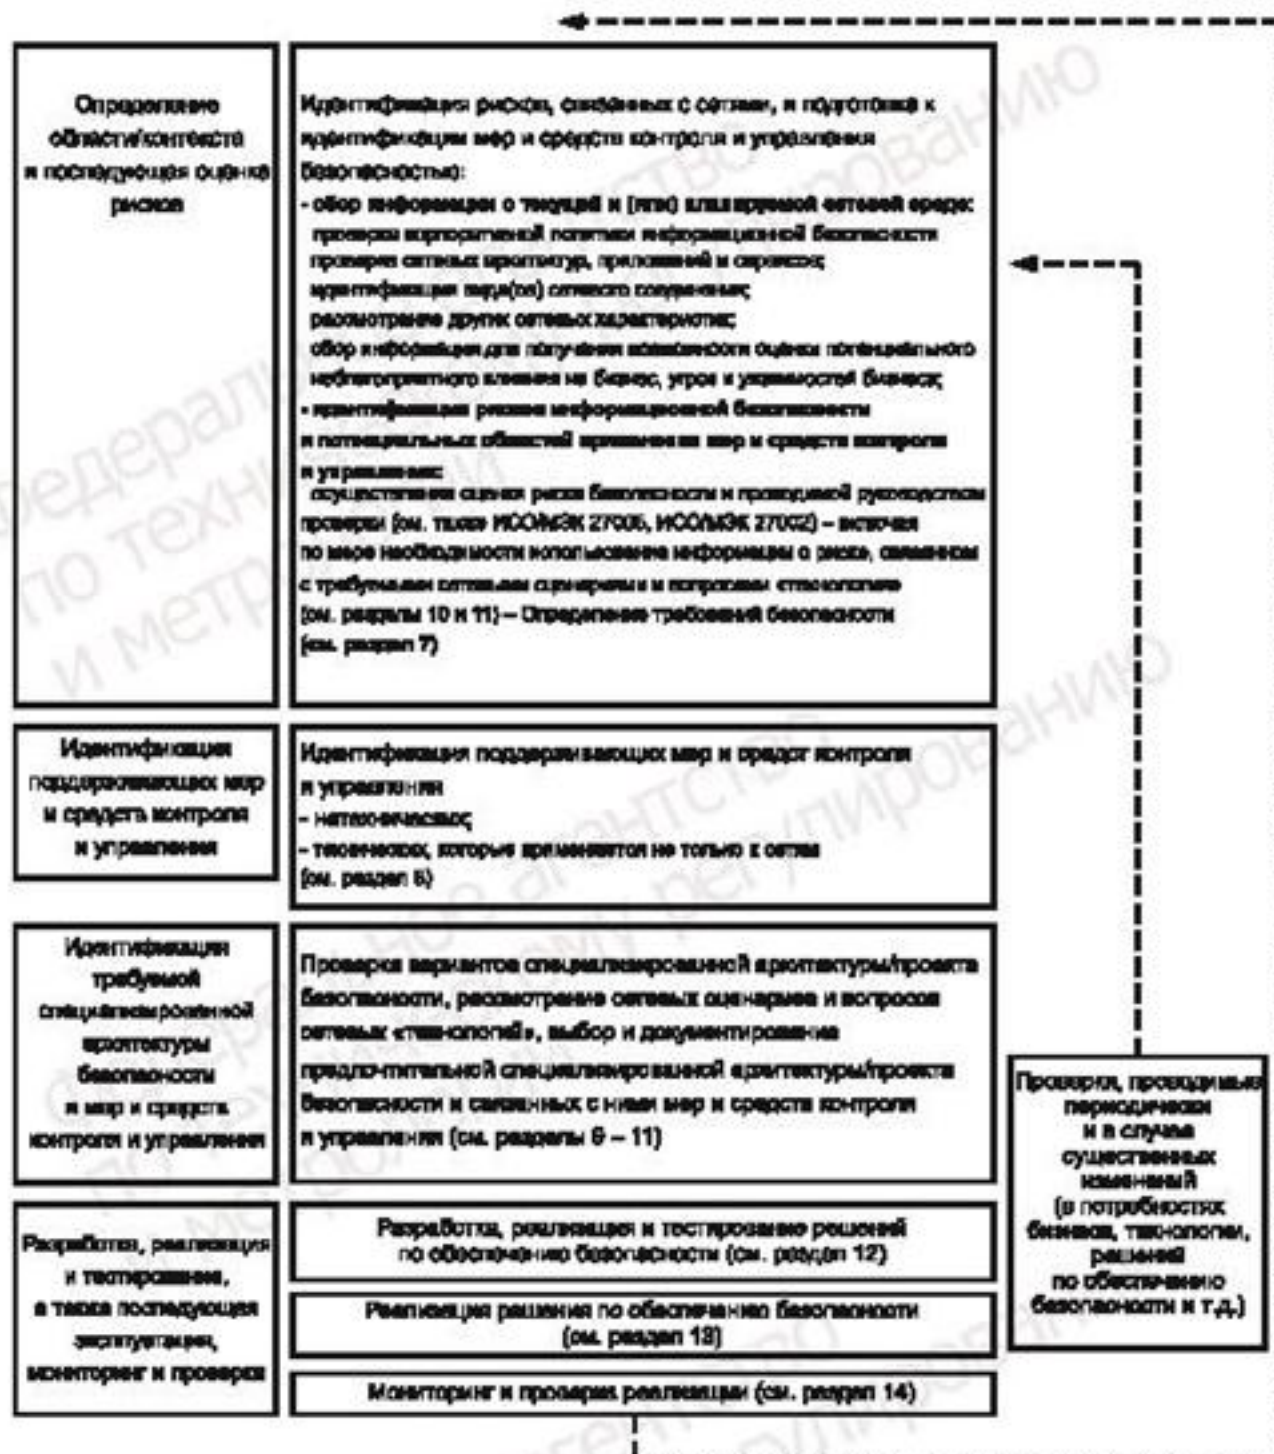 Определение
области/контекста
и последующая оценка
рисков
Идентификация рисков, связанных с сетями, и подготовка к
идентификации мер и средств контроля и управления
безопасностью:
- сбор информации о текущей и (или) планируемой сетевой среде:
проверка корпоративной политики информационной безопасности
проверка сетевых архитектур, приложений и сервисов;
идентификация вида(ов) сетевого соединения;
рассмотрение других сетевых характеристик;
сбор информации для получения возможности оценки потенциального
неблагоприятного влияния на бизнес, угроз и уязвимостей бизнеса;
- идентификация рисков информационной безопасности
и потенциальных областей применения мер и средств контроля
и управления:
осуществление оценки риска безопасности и проводимой руководством
проверки (см. также ИСО/МЭК 27005, ИСО/МЭК 27002) – включая
по мере необходимости использование информации о риске, связанном
с требуемыми сетевыми сценариями и вопросами «технологии»
(см. разделы 10 и 11) – Определение требований безопасности
(см. раздел 7)
Идентификация
поддерживающих мер
и средств контроля
и управления
Идентификация поддерживающих мер и средст контроля
и управления
- нетехнических;
- технических, которые применяются не только к сетям
(см. раздел 8)
Идентификация
требуемой
специализированной
архитектуры
безопасности
и мер и средств
контроля и управления
Проверка вариантов специализированной архитектуры/проекта
безопасности, рассмотрение сетевых сценариев и вопросов
сетевых «технологий», выбор и документирование
предпочтительной специализированной архитектуры/проекта
безопасности и связанных с ними мер и средств контроля
и управления (см. разделы 9 – 11)
Разработка, реализация
и тестирование,
а также последующая
эксплуатация,
мониторинг и проверка
Разработка, реализация и тестирование решений
по обеспечению безопасности (см. раздел 12)
Реализация решения по обеспечению безопасности
(см. раздел 13)
Мониторинг и проверка реализации (см. раздел 14)
Проверки, проводимые
периодически
и в случае
существенных
изменений
(в потребностях
бизнеса, технологии,
решений
по обеспечению
безопасности и т.д.)